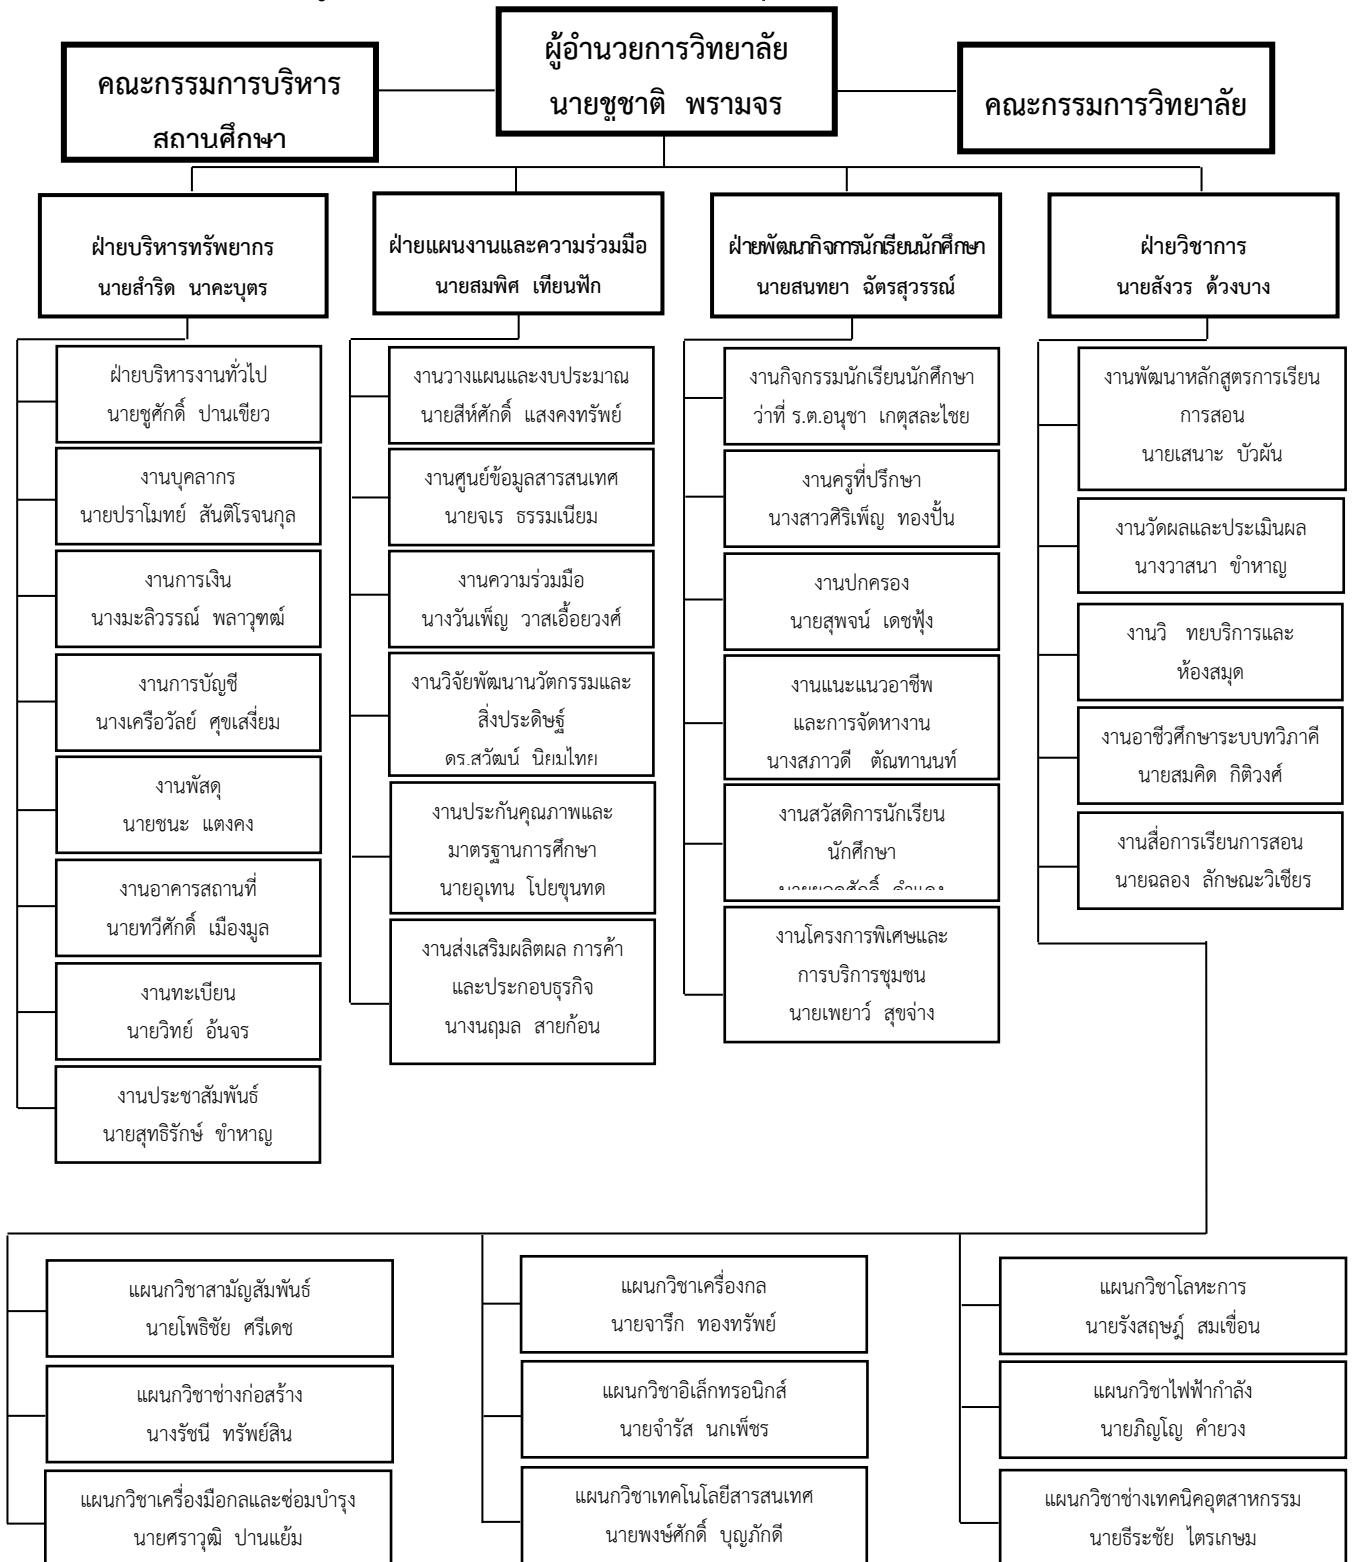 ผู้อำนวยการวิทยาลัย
นายชูชาติ พรามจร
คณะกรรมการบริหาร
สถานศึกษา
คณะกรรมการวิทยาลัย
ฝ่ายบริหารทรัพยากร
นายสำริด นาคะบุตร
ฝ่ายแผนงานและความร่วมมือ
นายสมพิศ เทียนฟัก
ฝ่ายพัฒนากิจการนักเรียนนักศึกษา
นายสนทยา ฉัตรสุวรรณ์
ฝ่ายวิชาการ
นายสังวร ด้วงบาง
ฝ่ายบริหารงานทั่วไป
นายชูศักดิ์ ปานเขียว
งานบุคลากร
นายปราโมทย์ สันติโรจนกุล
งานการเงิน
นางมะลิวรรณ์ พลาวุฑฒ์
งานการบัญชี
นางเครือวัลย์ ศุขเสงี่ยม
งานพัสดุ
นายชนะ แตงคง
งานอาคารสถานที่
นายทวีศักดิ์ เมืองมูล
งานทะเบียน
นายวิทย์ อ้นจร
งานประชาสัมพันธ์
นายสุทธิรักษ์ ขำหาญ
งานวางแผนและงบประมาณ
นายสีห์ศักดิ์ แสงคงทรัพย์
งานศูนย์ข้อมูลสารสนเทศ
นายจเร ธรรมเนียม
งานความร่วมมือ
นางวันเพ็ญ วาสเอื้อยวงศ์
งานวิจัยพัฒนานวัตกรรมและ
สิ่งประดิษฐ์
ดร.สวัฒน์ นิยมไทย
งานประกันคุณภาพและ
มาตรฐานการศึกษา
นายอุเทน โปยขุนทด
งานส่งเสริมผลิตผล การค้า
และประกอบธุรกิจ
นางนฤมล สายก้อน
งานกิจกรรมนักเรียนนักศึกษา
ว่าที่ ร.ต.อนุชา เกตุสละไชย
งานครูที่ปรึกษา
นางสาวศิริเพ็ญ ทองปั้น
งานปกครอง
นายสุพจน์ เดชฟุ้ง
งานแนะแนวอาชีพ
และการจัดหางาน
นางสภาวดี ตัณทานนท์
งานสวัสดิการนักเรียน
นักศึกษา
งานโครงการพิเศษและ
การบริการชุมชน
นายเพยาว์ สุขจ่าง
งานพัฒนาหลักสูตรการเรียน
การสอน
นายเสนาะ บัวผัน
งานวัดผลและประเมินผล
นางวาสนา ขำหาญ
งานวิ ทยบริการและ
ห้องสมุด
งานอาชีวศึกษาระบบทวิภาคี
นายสมคิด กิติวงศ์
งานสื่อการเรียนการสอน
นายฉลอง ลักษณะวิเชียร
แผนกวิชาสามัญสัมพันธ์
นายโพธิชัย ศรีเดช
แผนกวิชาช่างก่อสร้าง
นางรัชนี ทรัพย์สิน
แผนกวิชาเครื่องมือกลและซ่อมบำรุง
นายศราวุฒิ ปานแย้ม
แผนกวิชาเครื่องกล
นายจารึก ทองทรัพย์
แผนกวิชาอิเล็กทรอนิกส์
นายจำรัส นกเพ็ชร
แผนกวิชาเทคโนโลยีสารสนเทศ
นายพงษ์ศักดิ์ บุญภักดี
แผนกวิชาโลหะการ
นายรังสฤษฎ์ สมเขื่อน
แผนกวิชาไฟฟ้ากำลัง
นายภิญโญ คำยวง
แผนกวิชาช่างเทคนิคอุตสาหกรรม
นายธีระชัย ไตรเกษม